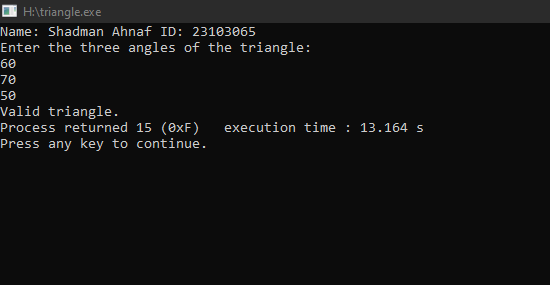 H:\triangle.exe
Name: Shadman Ahnaf ID: 23103065
Enter the three angles of the triangle:
60
70
50
Valid triangle.
Process returned 15 (0xF)   execution time : 13.164 s
Press any key to continue.